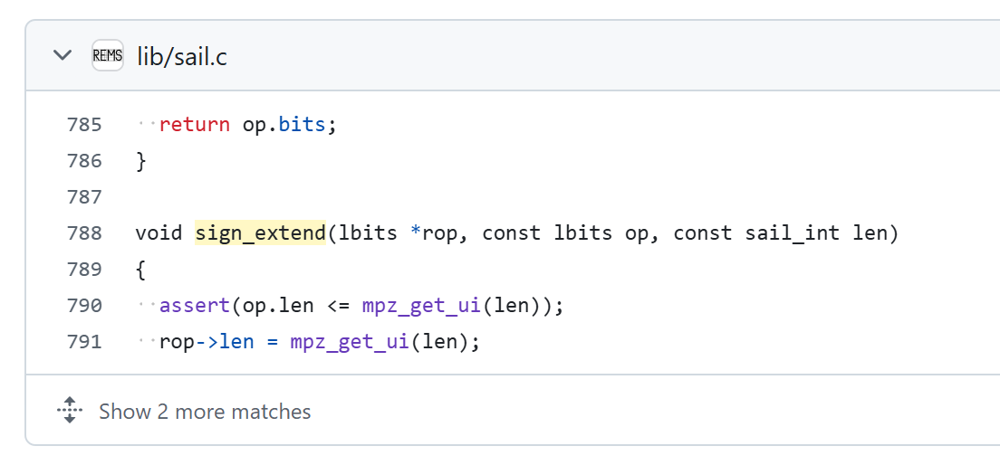 REMS lib/sail.c
785 ··return op.bits;
786 }
787
788 void sign_extend(lbits *rop, const lbits op, const sail_int len)
789 {
790 ··assert(op.len <= mpz_get_ui(len));
791 ··rop->len = mpz_get_ui(len);
Show 2 more matches